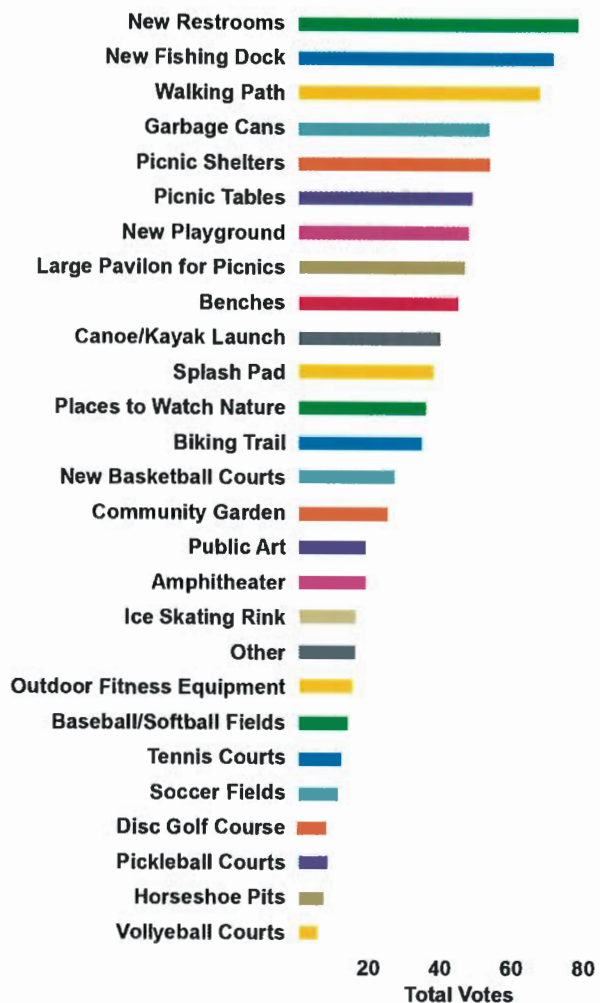 New Restrooms
New Fishing Dock
Walking Path
Garbage Cans
Picnic Shelters
Picnic Tables
New Playground
Large Pavilon for Picnics
Benches
Canoe/Kayak Launch
Splash Pad
Places to Watch Nature
Biking Trail
New Basketball Courts
Community Garden
Public Art
Amphitheater
Ice Skating Rink
Other
Outdoor Fitness Equipment
Baseball/Softball Fields
Tennis Courts
Soccer Fields
Disc Golf Course
Pickleball Courts
Horseshoe Pits
Vollyeball Courts
20 40 60 80
Total Votes